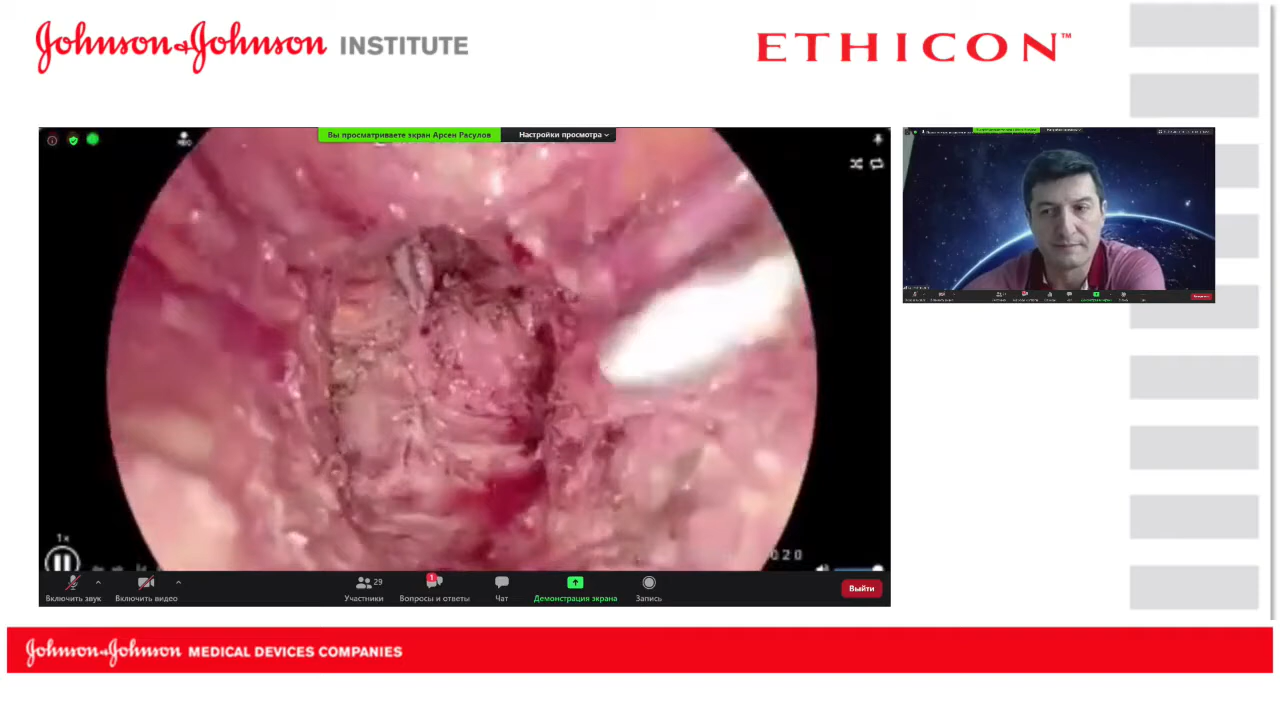 Johnson & Johnson INSTITUTE
ETHICON™
Вы просматриваете экран Арсен Расулов
Настройки просмотра
1x
020
Включить звук
Включить видео
29
Участники
1
Вопросы и ответы
Чат
Демонстрация экрана
Запись
Выйти
Johnson & Johnson MEDICAL DEVICES COMPANIES